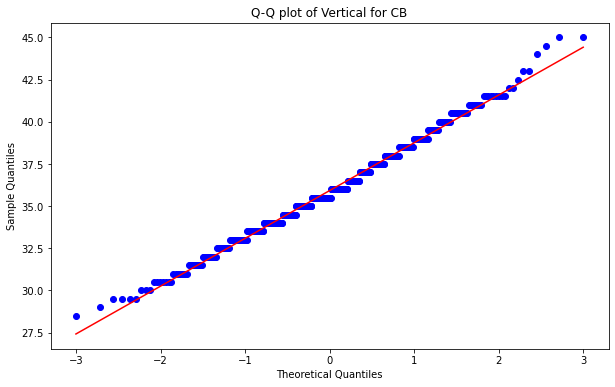 Q-Q plot of Vertical for CB
Sample Quantiles
45.0
42.5
40.0
37.5
35.0
32.5
30.0
27.5
−3 −2 −1 0 1 2 3
Theoretical Quantiles